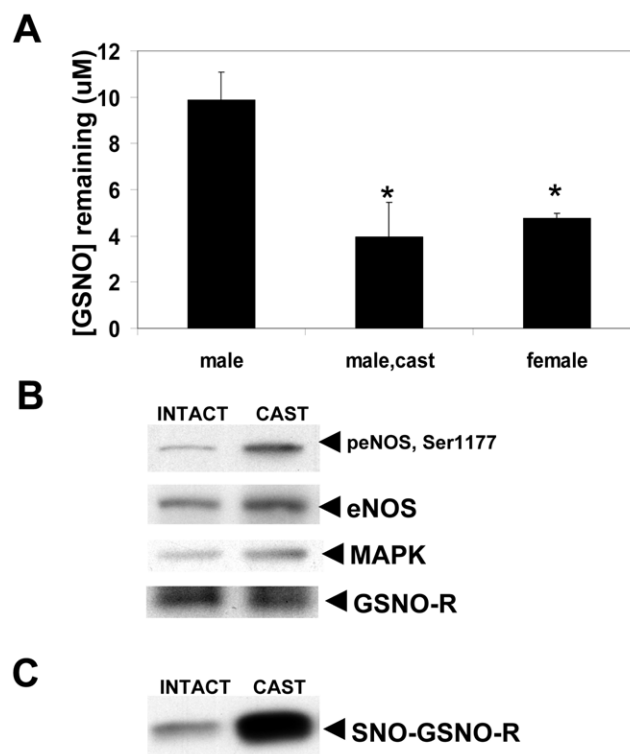 A
[GSNO] remaining (uM)
12
10
8
6
4
2
0
*
*
male
male,cast
female
B
INTACT CAST
peNOS, Ser1177
eNOS
MAPK
GSNO-R
C
INTACT CAST
SNO-GSNO-R